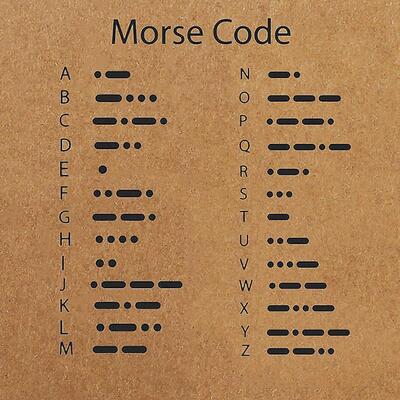 Morse Code
A .-
B -...
C -.-.
D -..
E .
F ..-.
G --.
H ....
I ..
J .---
K -.-
L .-..
M --
N -.
O ---
P .--.
Q --.-
R .-.
S ...
T -
U ..-
V ...-
W .--
X -..-
Y -.--
Z --..